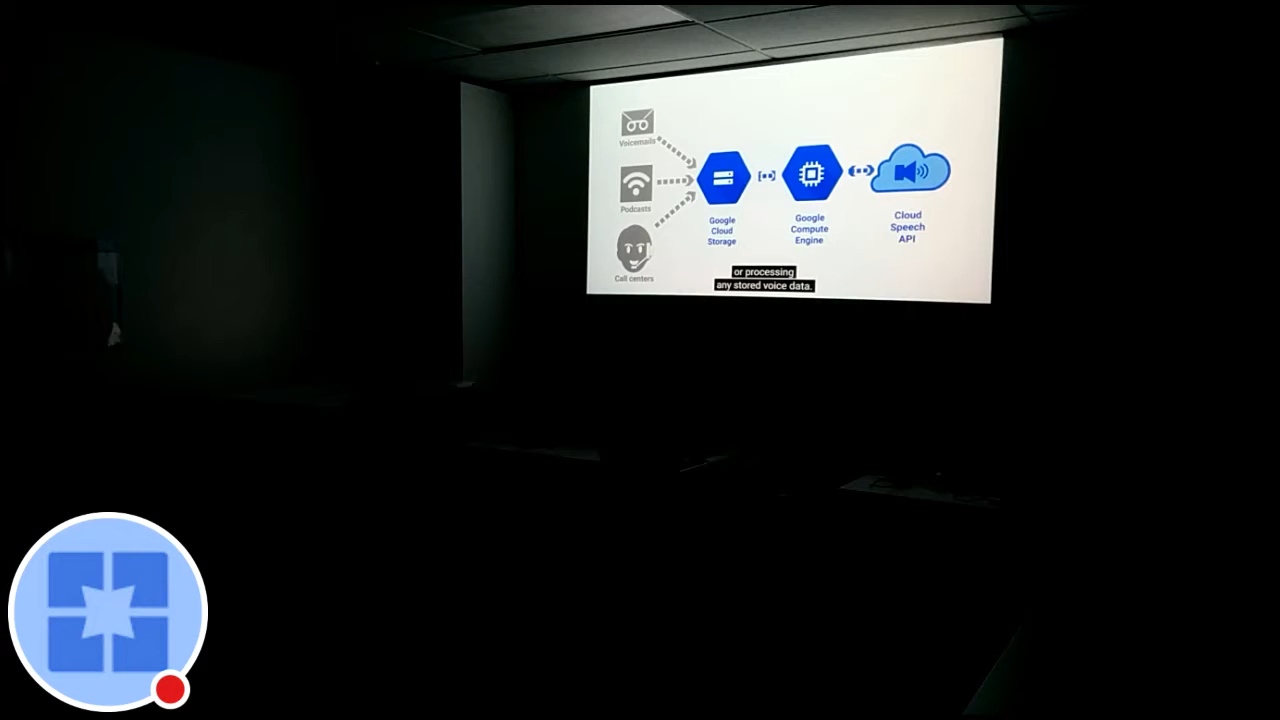 Voicemails
Podcasts
Call centers
Google
Cloud
Storage
Google
Compute
Engine
Cloud
Speech
API
or processing
any stored voice data.